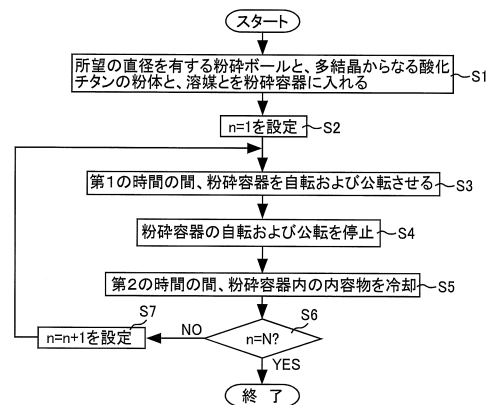 スタート
所望の直径を有する粉砕ボールと、多結晶からなる酸化
チタンの粉体と、溶媒とを粉砕容器に入れる
S1
n=1を設定
S2
第1の時間の間、粉砕容器を自転および公転させる
S3
粉砕容器の自転および公転を停止
S4
第2の時間の間、粉砕容器内の内容物を冷却
S5
S7
n=n+1を設定
NO
n=N?
S6
YES
終 了